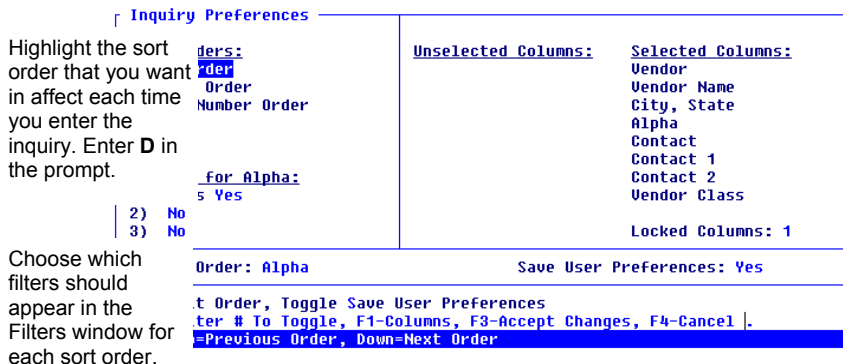 Inquiry Preferences
Highlight the sort order that you want in affect each time you enter the inquiry. Enter D in the prompt.
ders:
rder
Order
Number Order
for Alpha:
s Yes
2) No
3) No
Unselected Columns:
Selected Columns:
Vendor
Vendor Name
City, State
Alpha
Contact
Contact 1
Contact 2
Vendor Class
Locked Columns: 1
Choose which filters should appear in the Filters window for each sort order.
Order: Alpha
Save User Preferences: Yes
t Order, Toggle Save User Preferences
ter # To Toggle, F1-Columns, F3-Accept Changes, F4-Cancel .
=Previous Order, Down=Next Order